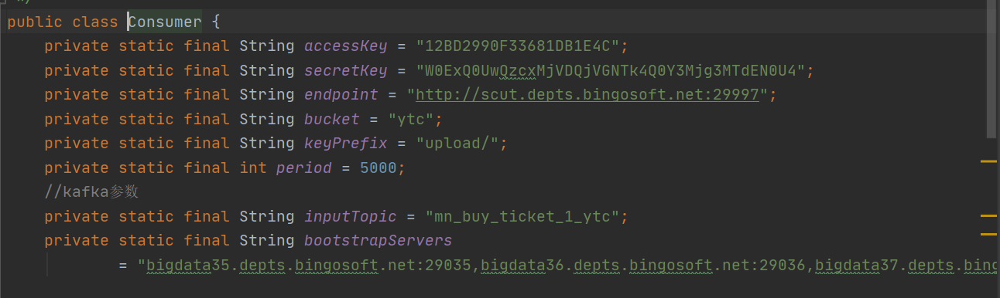 */
public class Consumer {
private static final String accessKey = "12BD2990F33681DB1E4C";
private static final String secretKey = "W0ExQ0UwQzcxMjVDQjVGNTk4Q0Y3Mjg3MTdEN0U4";
private static final String endpoint = "http://scut.depts.bingosoft.net:29997";
private static final String bucket = "ytc";
private static final String keyPrefix = "upload/";
private static final int period = 5000;
//kafka参数
private static final String inputTopic = "mn_buy_ticket_1_ytc";
private static final String bootstrapServers
= "bigdata35.depts.bingosoft.net:29035,bigdata36.depts.bingosoft.net:29036,bigdata37.depts.bing